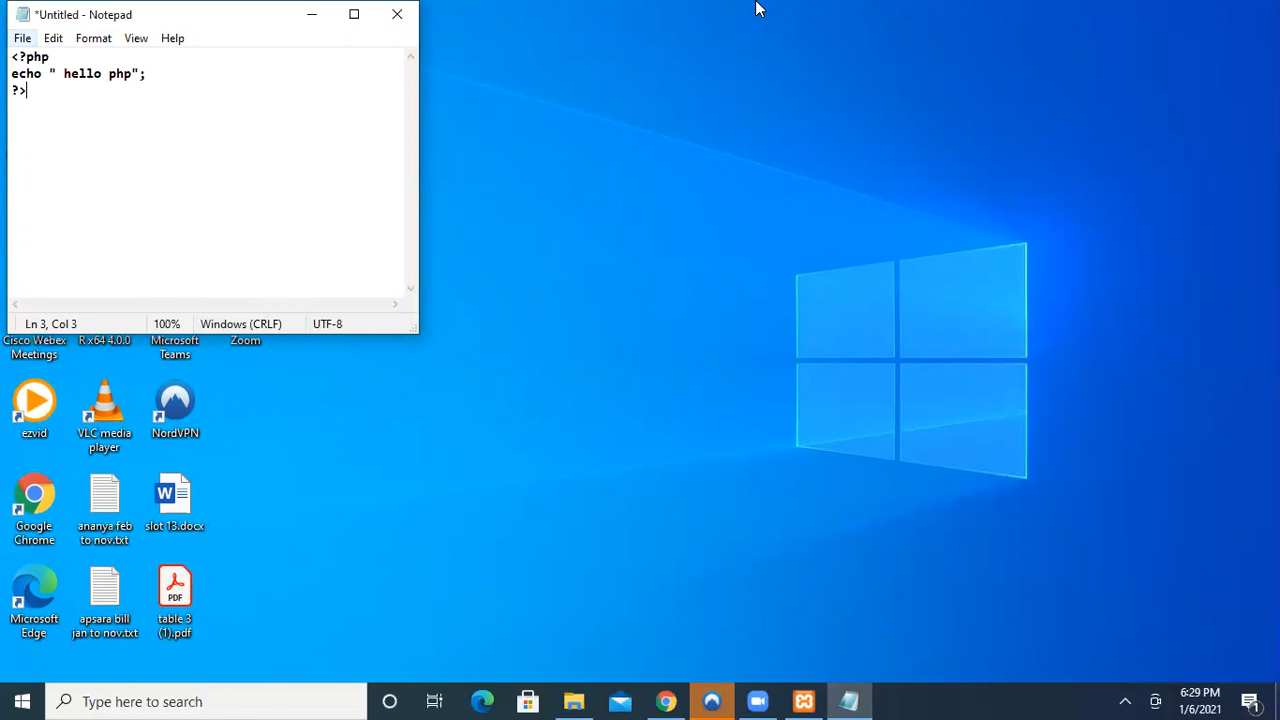 *Untitled - Notepad
File Edit Format View Help
<?php
echo " hello php";
?>
Ln 3, Col 3 100% Windows (CRLF) UTF-8
Cisco Webex
Meetings
R x64 4.0.0
Microsoft
Teams
Zoom
ezvid
VLC media
player
NordVPN
Google
Chrome
ananya feb
to nov.txt
W
slot 13.docx
Microsoft
Edge
apsara bill
jan to nov.txt
PDF
table 3
(1).pdf
Type here to search
6:29 PM
1/6/2021
1